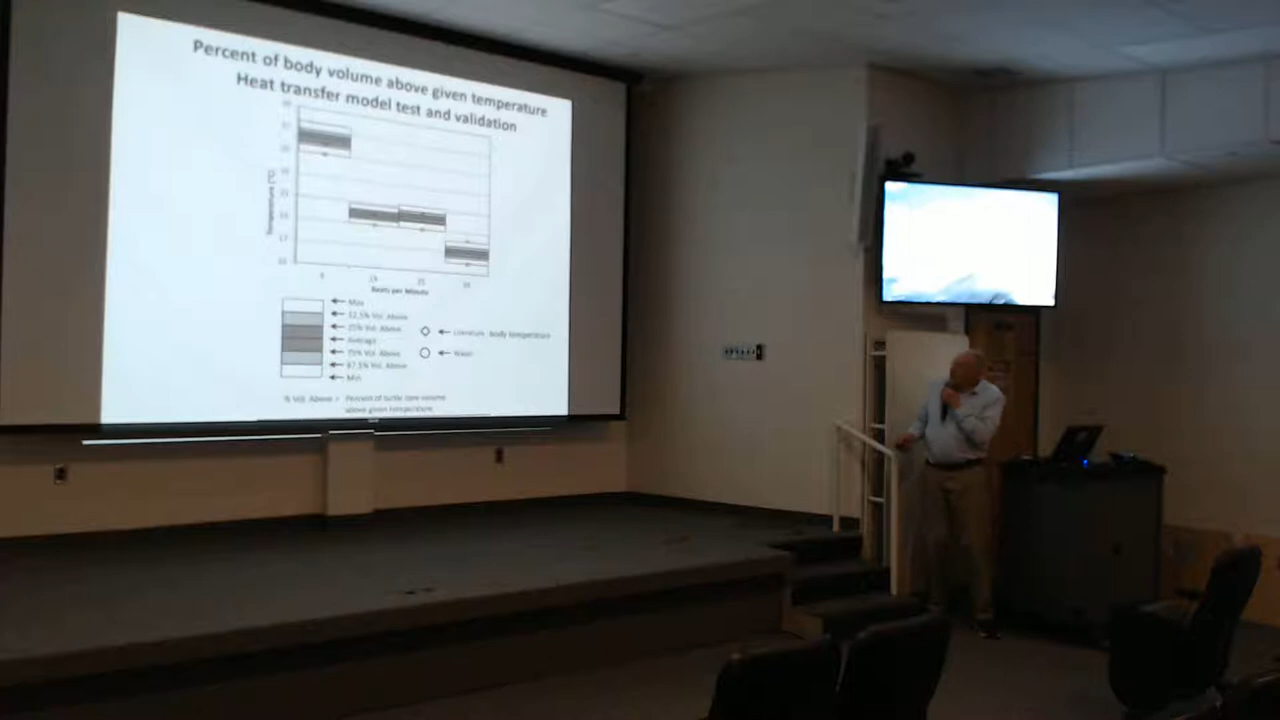 Percent of body volume above given temperature
Heat transfer model test and validation
Temperature
Beats per Minute
Max
12.5% Vol. Above
25% Vol. Above
Average
75% Vol. Above
87.5% Vol. Above
Min
Literature body temperature
Water
% Vol. Above = Percent of turtle core volume
above given temperature